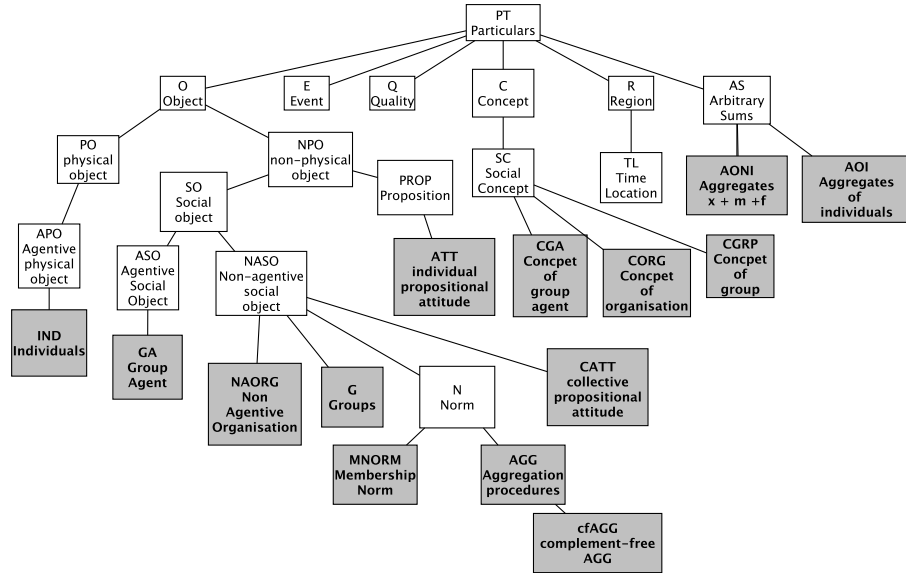 PT
Particulars
O
Object
E
Event
Q
Quality
C
Concept
R
Region
AS
Arbitrary
Sums
PO
physical
object
NPO
non-physical
object
SC
Social
Concept
TL
Time
Location
AONI
Aggregates
x + m +f
AOI
Aggregates
of
individuals
SO
Social
object
PROP
Proposition
APO
Agentive
physical
object
ASO
Agentive
Social
Object
NASO
Non-agentive
social
object
ATT
individual
propositional
attitude
CGA
Concpet
of
group
agent
CORG
Concpet
of
organisation
CGRP
Concpet
of
group
IND
Individuals
GA
Group
Agent
NAORG
Non
Agentive
Organisation
G
Groups
N
Norm
CATT
collective
propositional
attitude
MNORM
Membership
Norm
AGG
Aggregation
procedures
cfAGG
complement-free
AGG